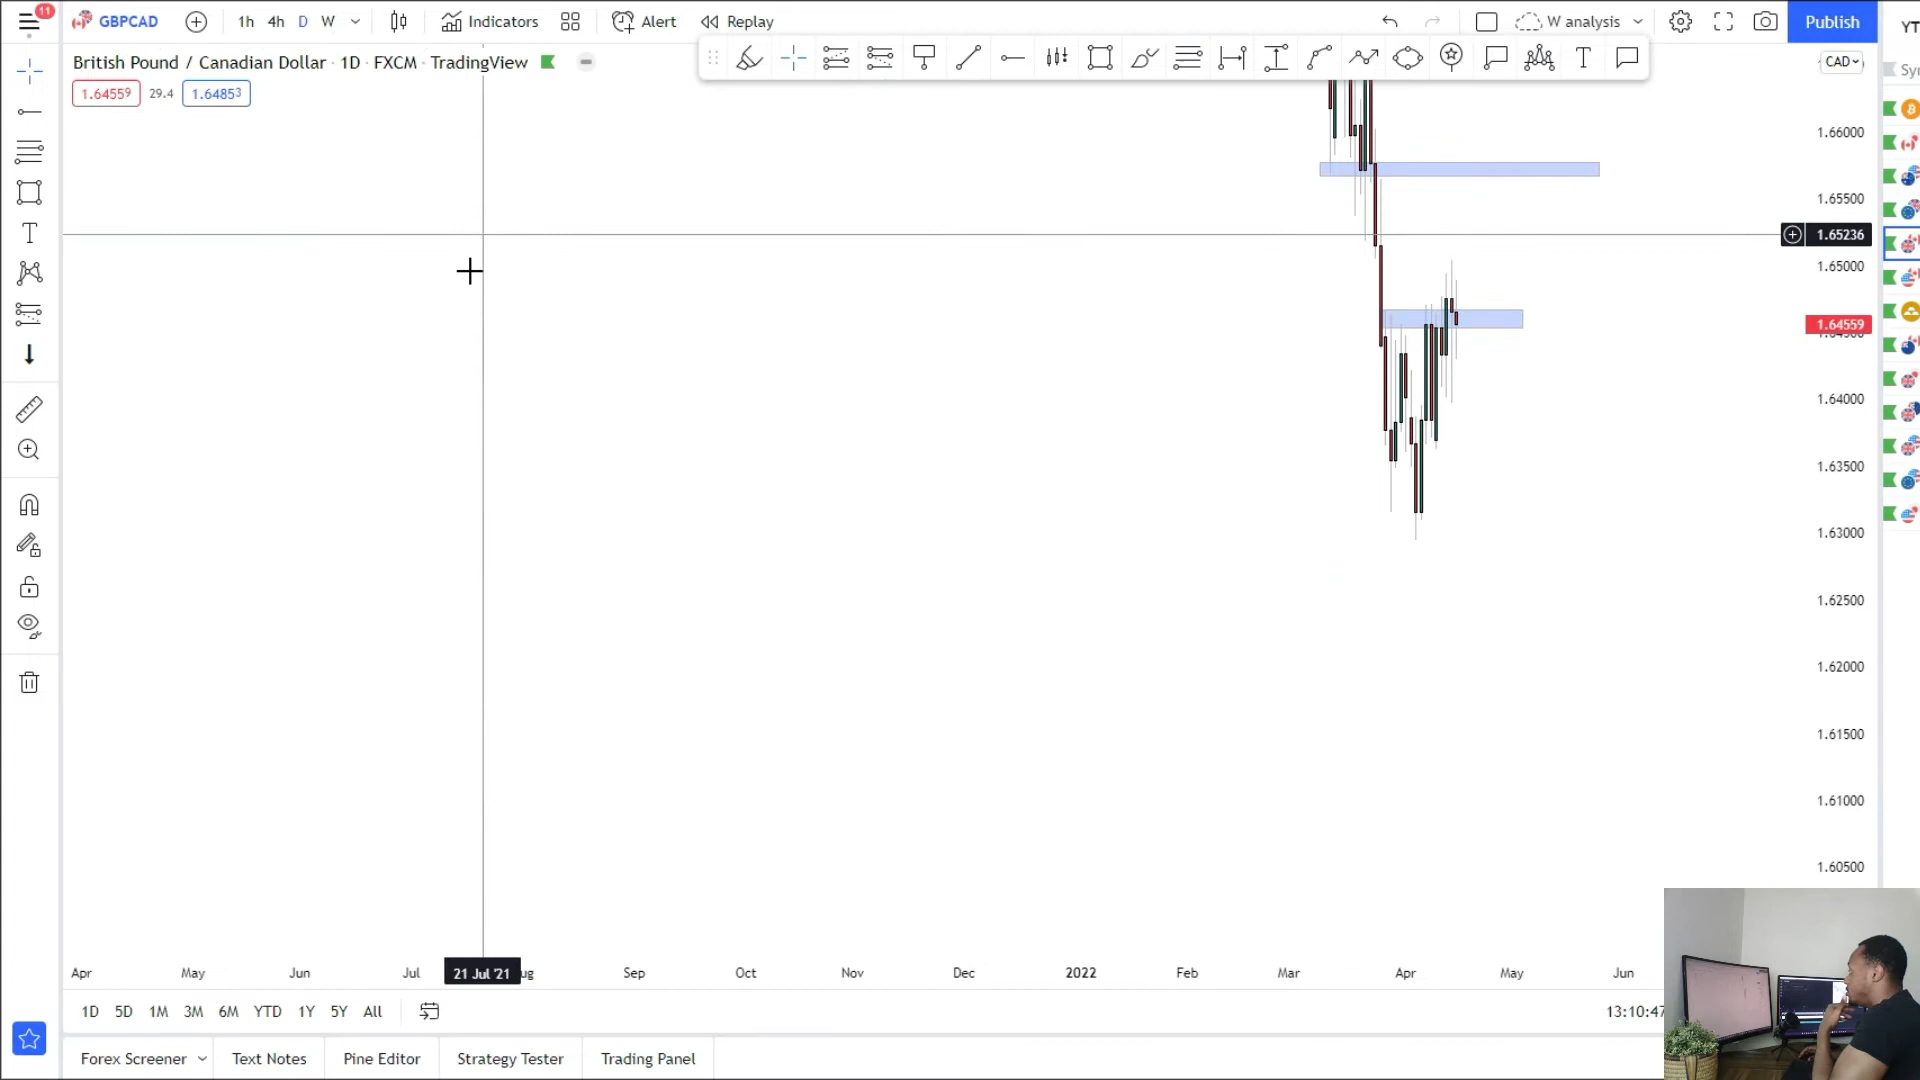 11
GBPCAD
1h 4h D W
Indicators
Alert
Replay
W analysis
Publish
YT
British Pound / Canadian Dollar · 1D · FXCM · TradingView
CAD
1.64559 29.4 1.64853
1.66000
1.65500
1.65236
1.65000
1.64559
1.64000
1.63500
1.63000
1.62500
1.62000
1.61500
1.61000
1.60500
Apr May Jun Jul 21 Jul '21 ug Sep Oct Nov Dec 2022 Feb Mar Apr May Jun
1D 5D 1M 3M 6M YTD 1Y 5Y All
13:10:47
Forex Screener Text Notes Pine Editor Strategy Tester Trading Panel